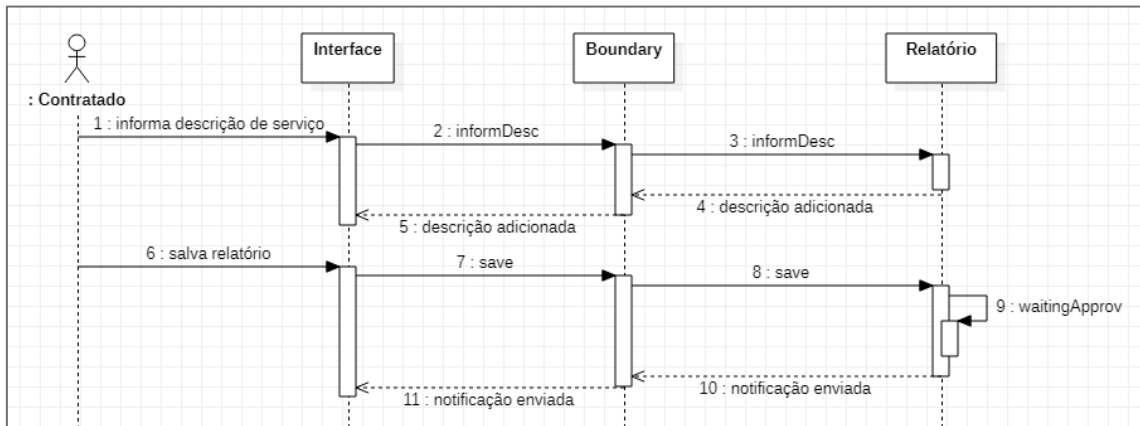 Interface
Boundary
Relatório
: Contratado
1 : informa descrição de serviço
2 : informDesc
3 : informDesc
4 : descrição adicionada
5 : descrição adicionada
6 : salva relatório
7 : save
8 : save
9 : waitingApprov
10 : notificação enviada
11 : notificação enviada